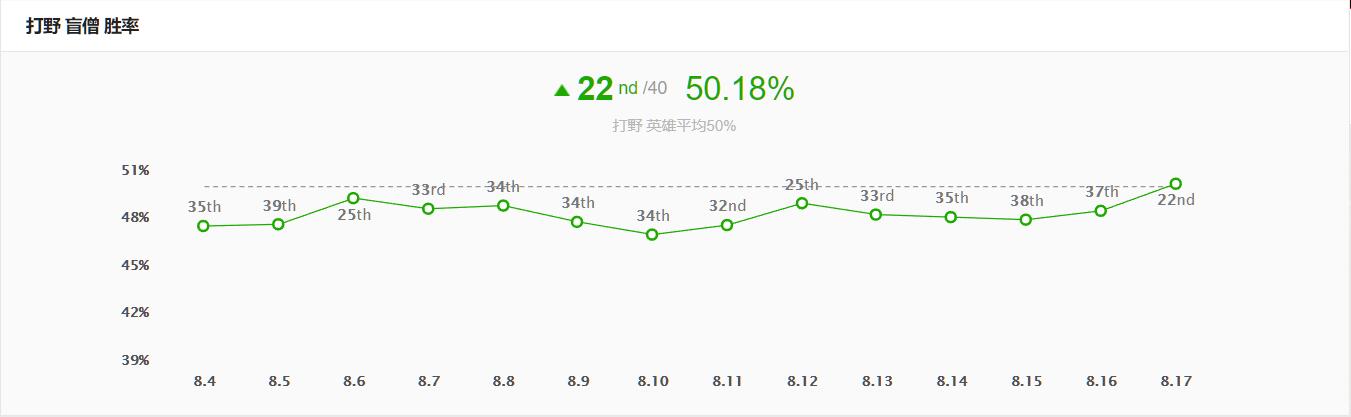 打野 盲僧 胜率
22 nd /40 50.18%
打野 英雄平均50%
51%
35th 39th 25th 33rd 34th 34th 34th 32nd 25th 33rd 35th 38th 37th 22nd
48%
45%
42%
39%
8.4 8.5 8.6 8.7 8.8 8.9 8.10 8.11 8.12 8.13 8.14 8.15 8.16 8.17